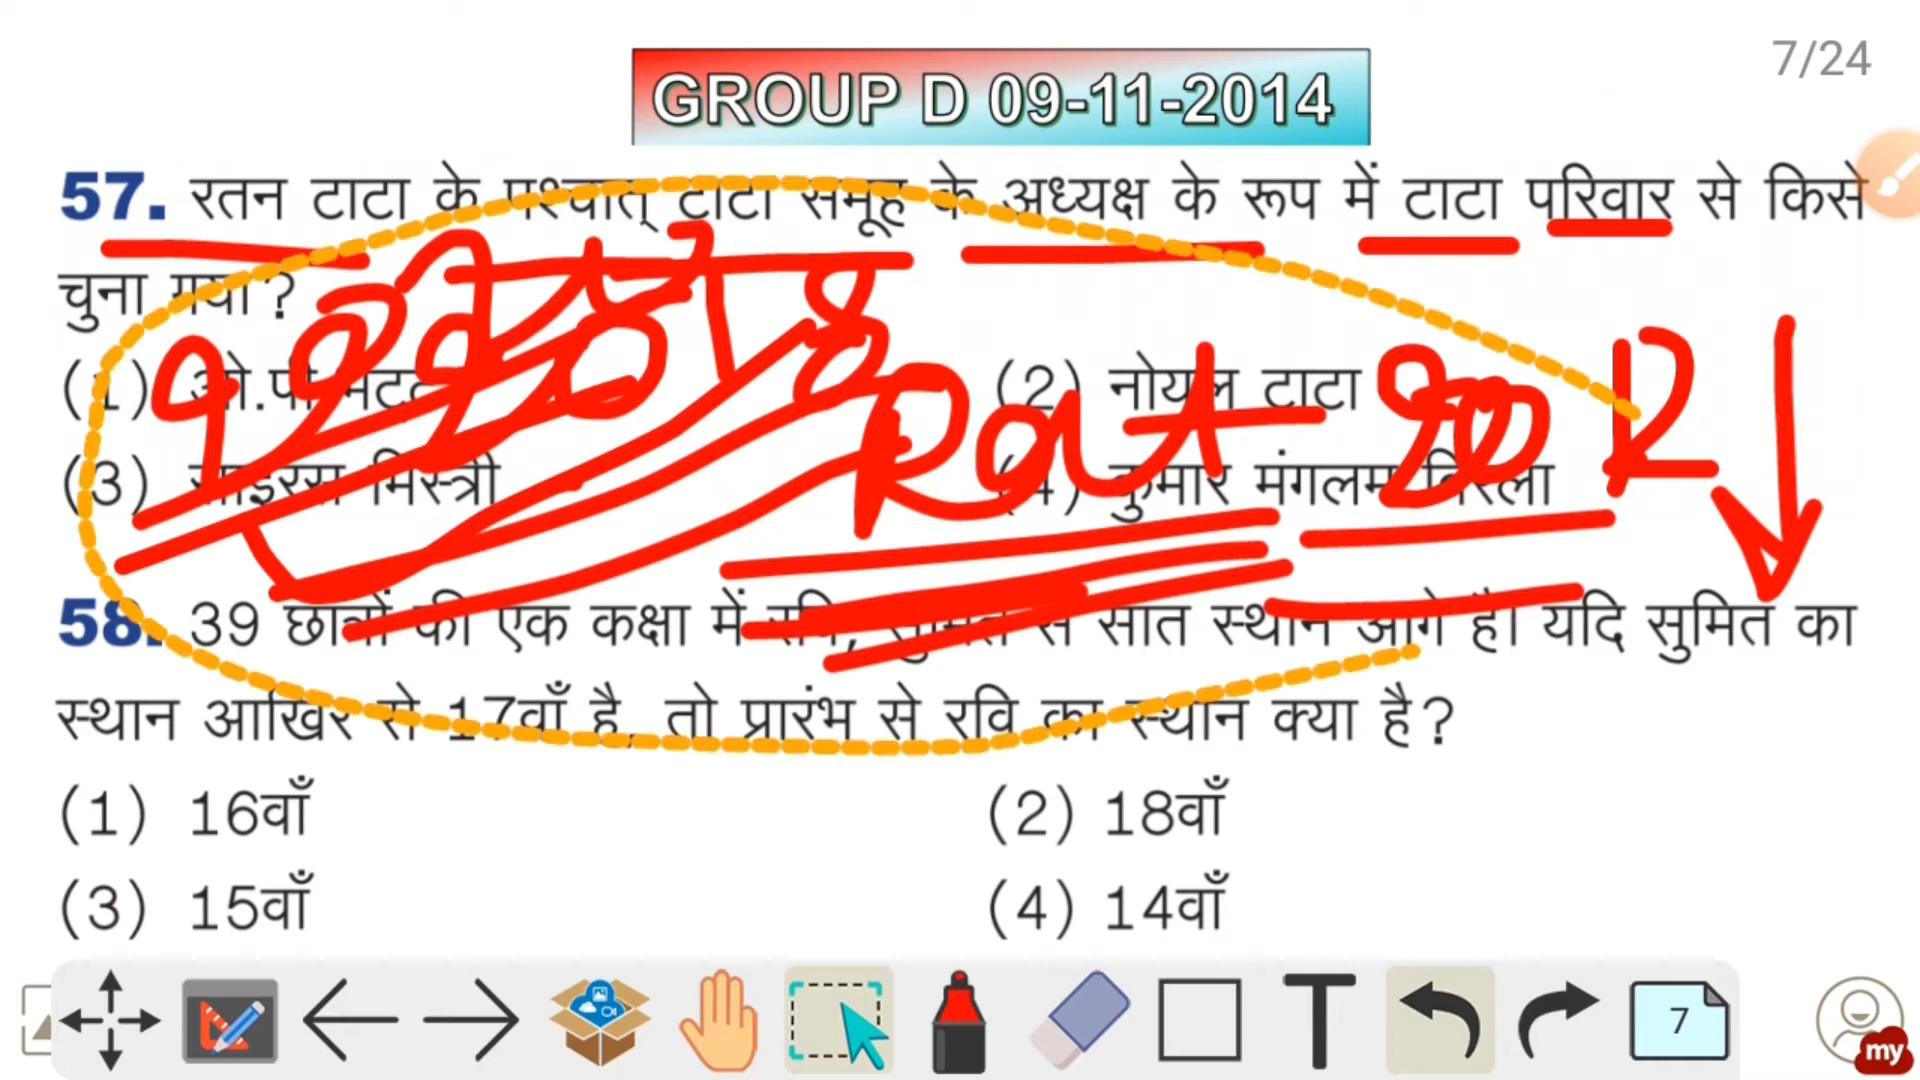 7/24
GROUP D 09-11-2014
57. रतन टाटा के पश्चात् टाटा समूह के अध्यक्ष के रूप में टाटा परिवार से किसे
चुना गया?
(1) ओ.पी. (2) नोयल टाटा
(3) साइरस मिस्त्री (4) कुमार मंगलम बिरला
Rat 2012
58. 39 छात्रों की एक कक्षा में रवि, सुमित से सात स्थान आगे है। यदि सुमित का
स्थान आखिर से 17वाँ है, तो प्रारंभ से रवि का स्थान क्या है?
(1) 16वाँ (2) 18वाँ
(3) 15वाँ (4) 14वाँ
T 7 my